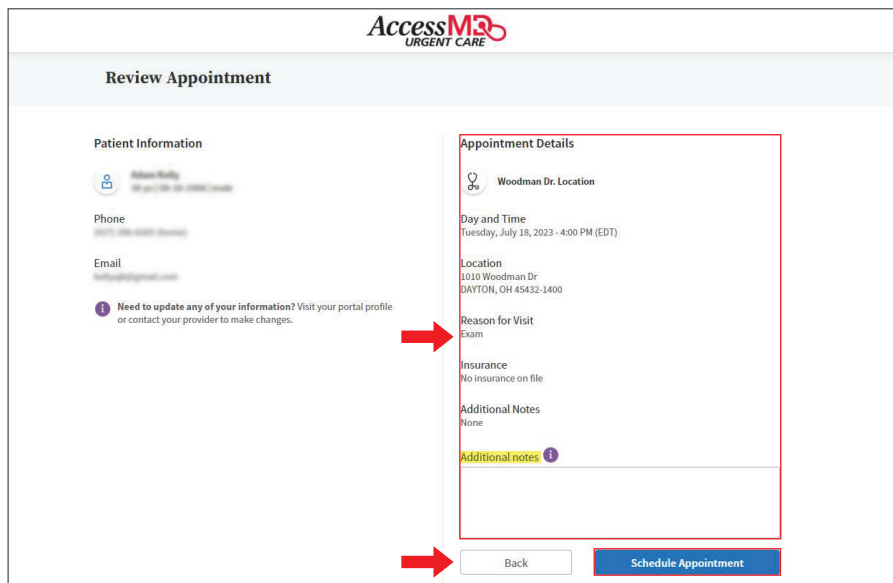 AccessMD
URGENT CARE
Review Appointment
Patient Information
Phone
Email
Need to update any of your information? Visit your portal profile
or contact your provider to make changes.
Appointment Details
Woodman Dr. Location
Day and Time
Tuesday, July 18, 2023 - 4:00 PM (EDT)
Location
1010 Woodman Dr
DAYTON, OH 45432-1400
Reason for Visit
Exam
Insurance
No insurance on file
Additional Notes
None
Additional notes
Back
Schedule Appointment